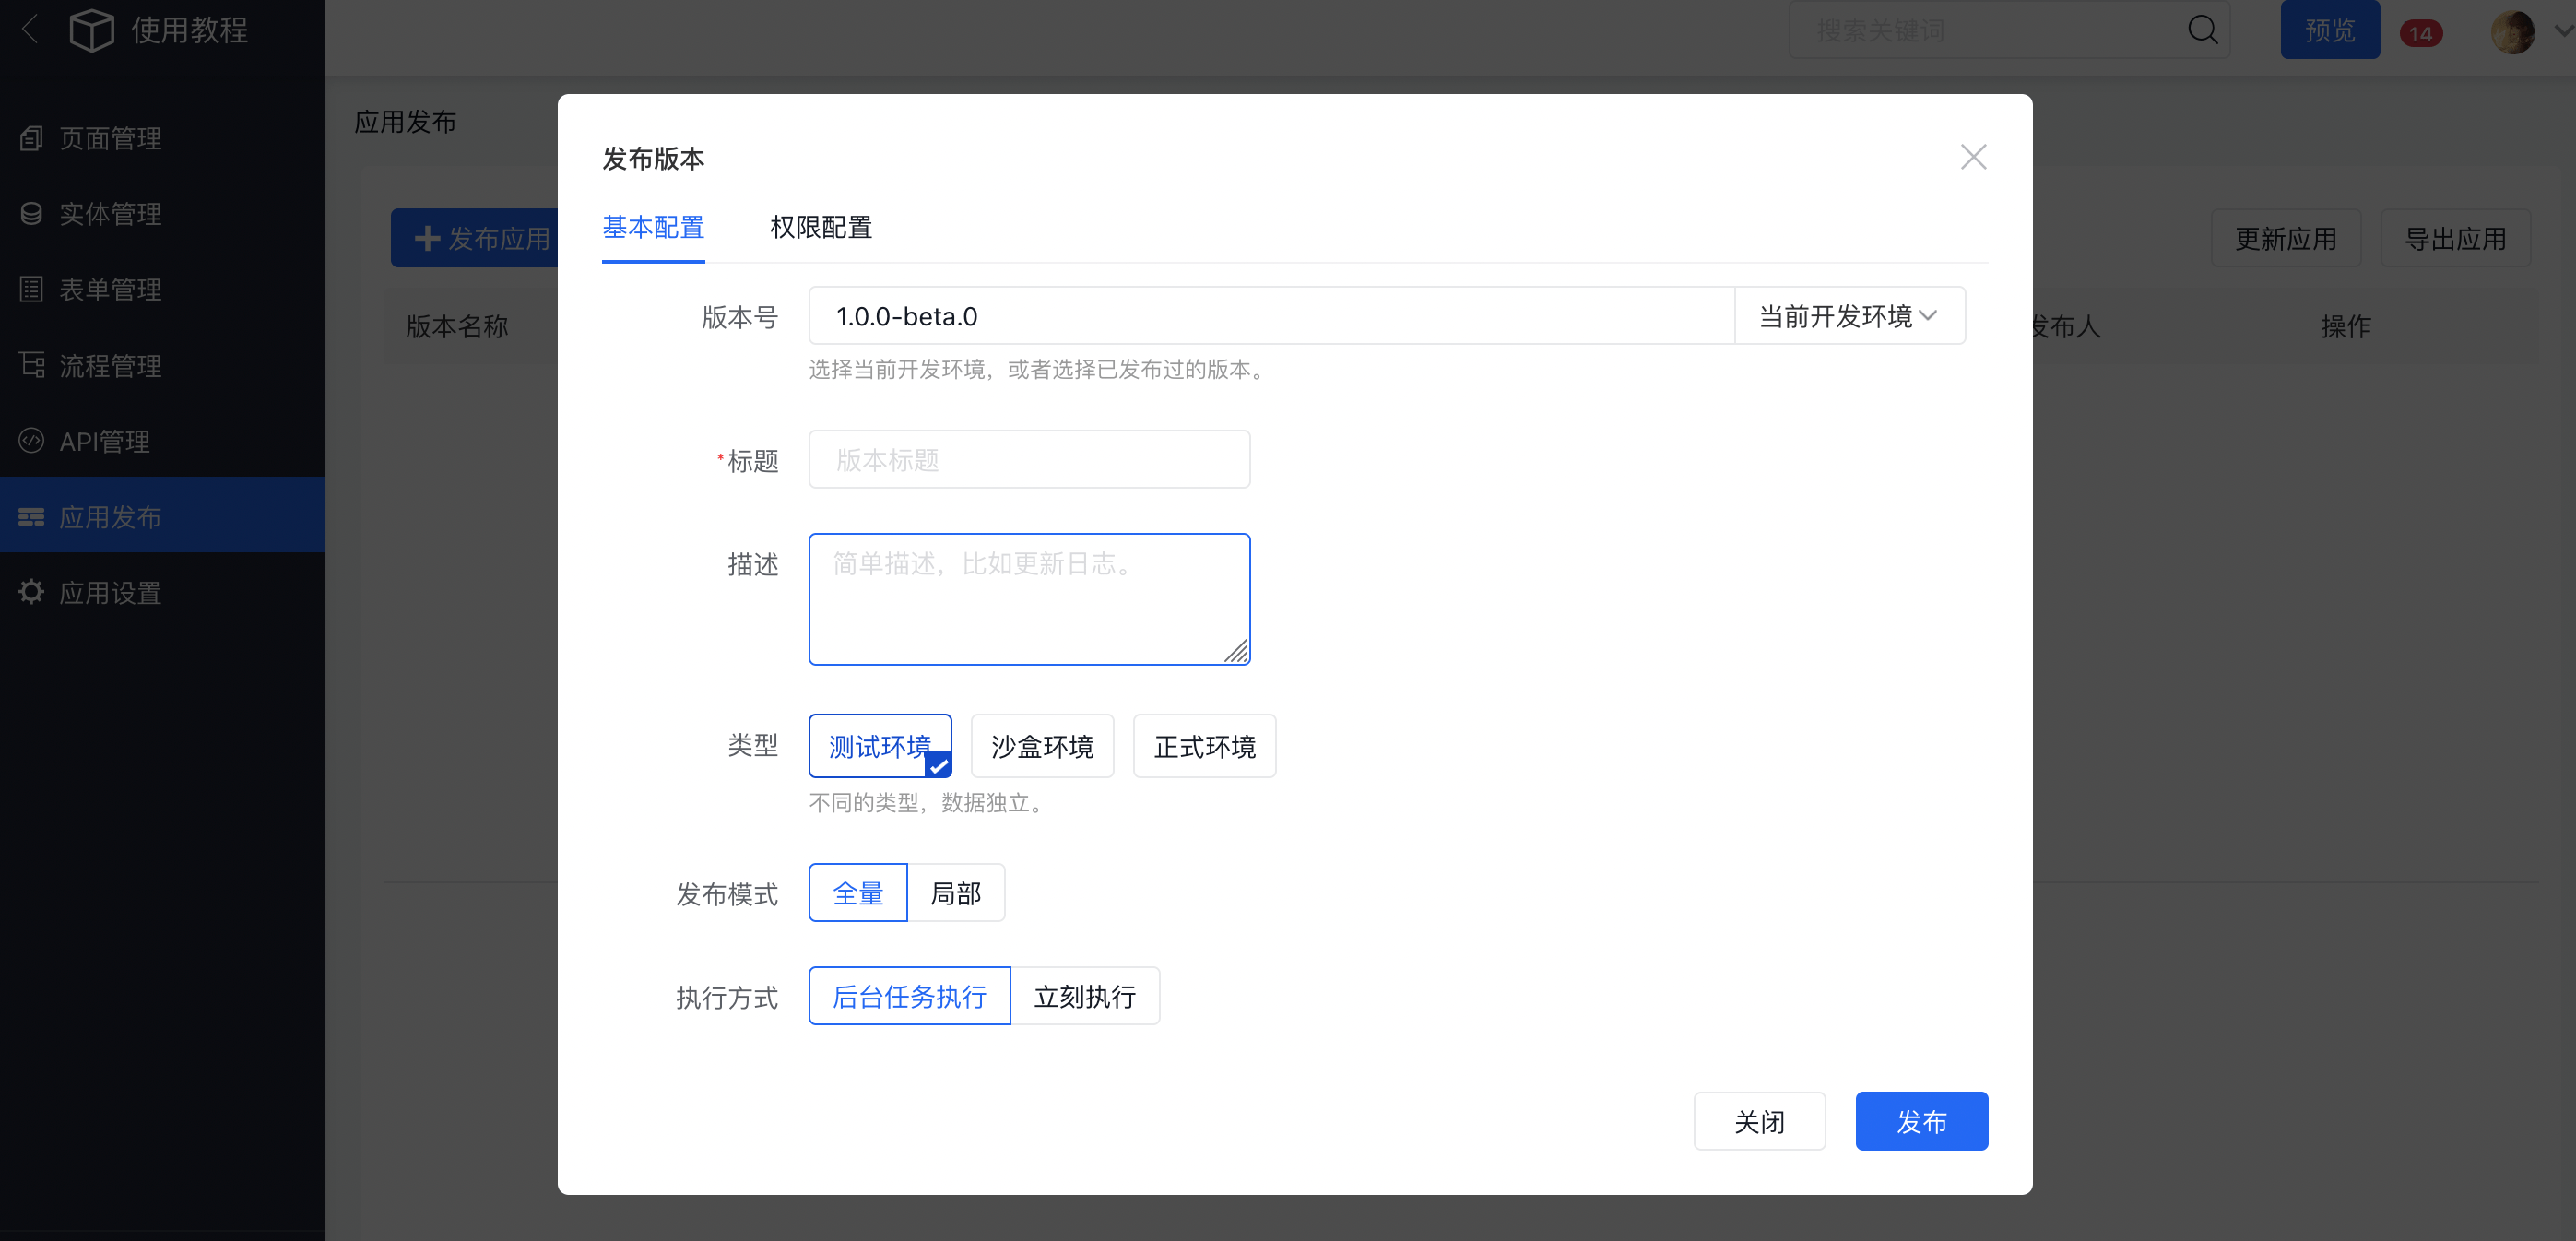 使用教程
搜索关键词
预览
14
页面管理
实体管理
表单管理
流程管理
API管理
应用发布
应用设置
应用发布
发布应用
更新应用
导出应用
版本名称
发布人
操作
发布版本
基本配置
权限配置
版本号
1.0.0-beta.0
当前开发环境
选择当前开发环境，或者选择已发布过的版本。
*标题
版本标题
描述
简单描述，比如更新日志。
类型
测试环境
沙盒环境
正式环境
不同的类型，数据独立。
发布模式
全量
局部
执行方式
后台任务执行
立刻执行
关闭
发布